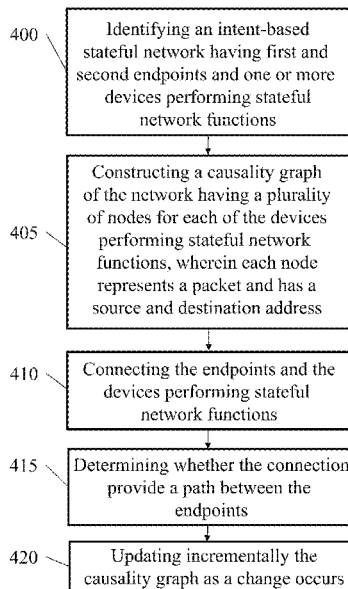 400
Identifying an intent-based
stateful network having first and
second endpoints and one or more
devices performing stateful
network functions
405
Constructing a causality graph
of the network having a plurality
of nodes for each of the devices
performing stateful network
functions, wherein each node
represents a packet and has a
source and destination address
410
Connecting the endpoints and the
devices performing stateful
network functions
415
Determining whether the connection
provide a path between the
endpoints
420
Updating incrementally the
causality graph as a change occurs